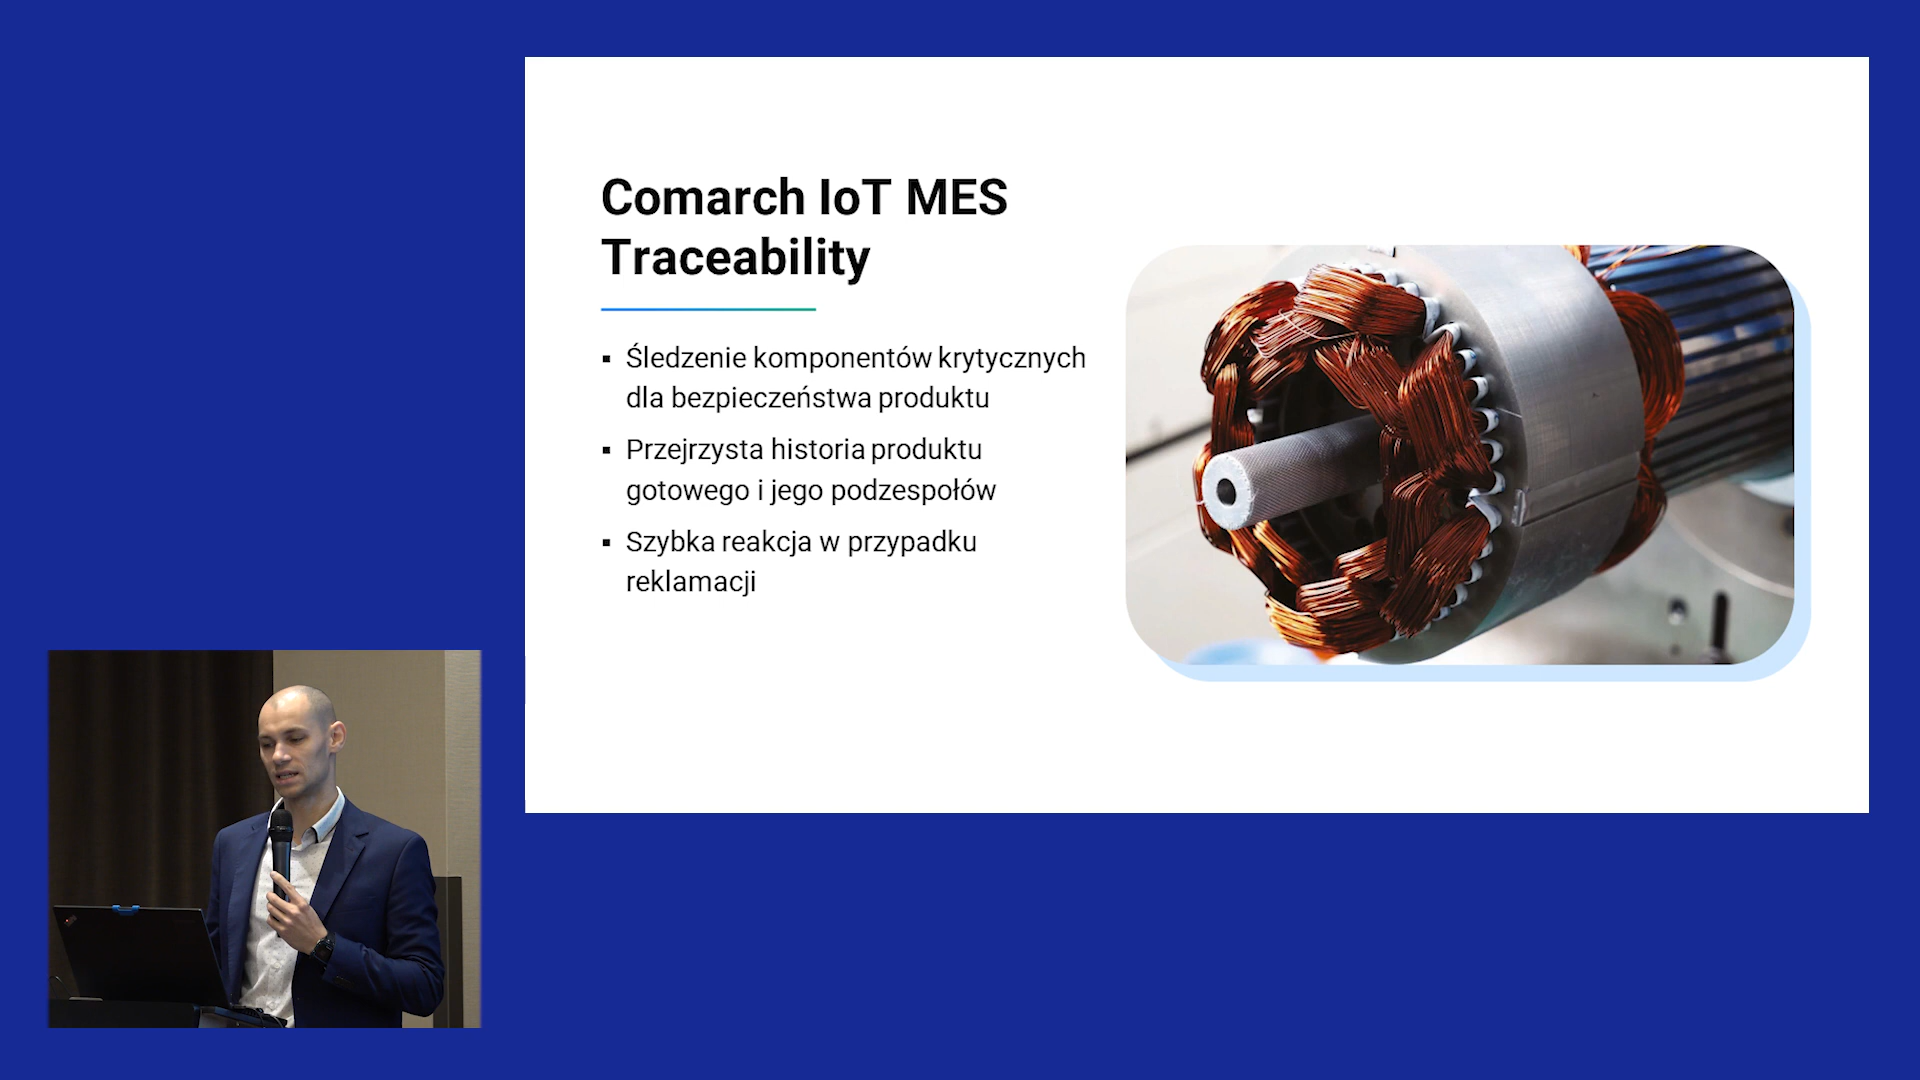 Comarch IoT MES
Traceability
▪ Śledzenie komponentów krytycznych
dla bezpieczeństwa produktu
▪ Przejrzysta historia produktu
gotowego i jego podzespołów
▪ Szybka reakcja w przypadku
reklamacji